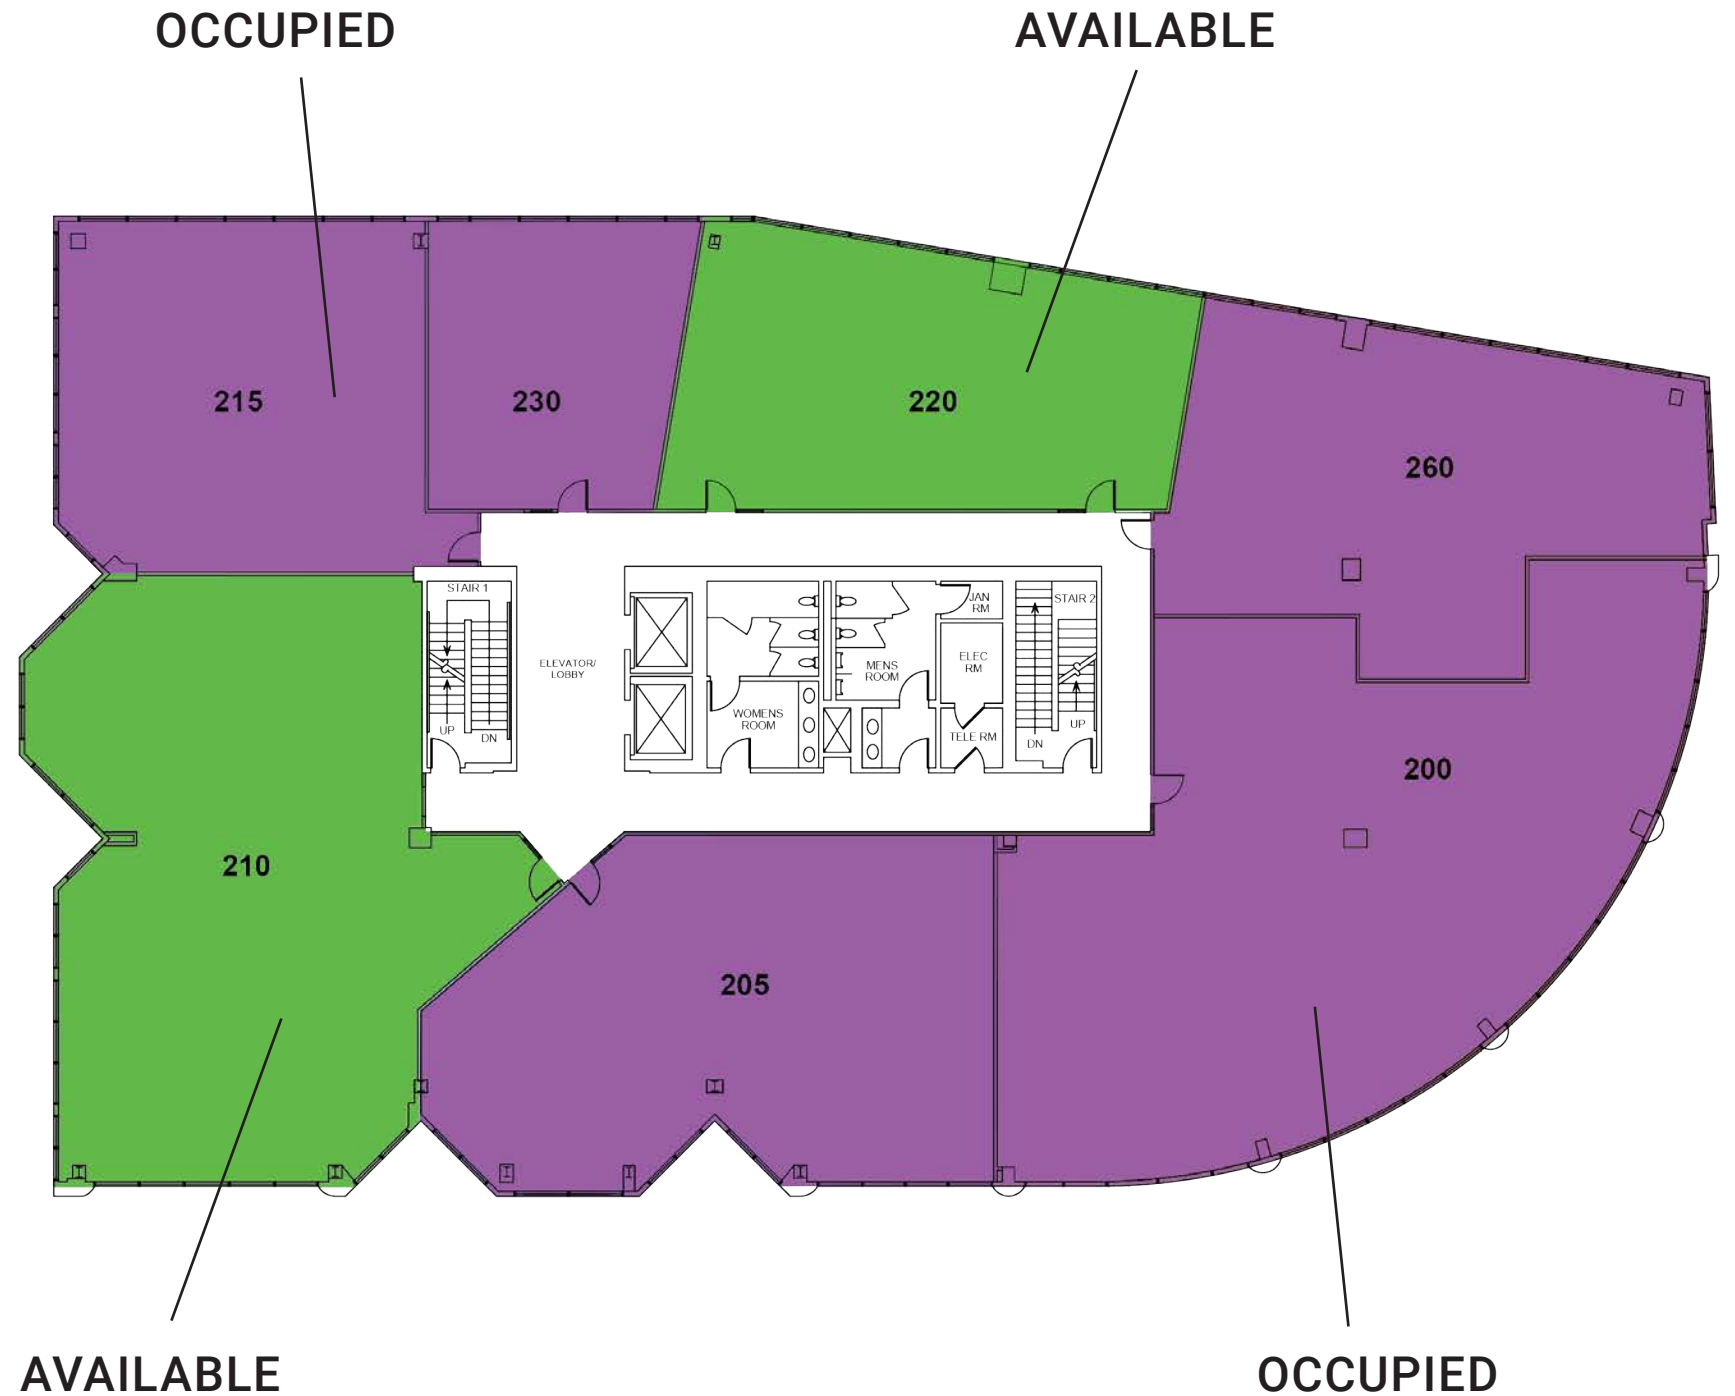 OCCUPIED
AVAILABLE
215
230
220
260
STAIR 1
JAN
RM
STAIR 2
ELEVATOR/
LOBBY
MENS
ROOM
ELEC
RM
WOMENS
ROOM
UP
DN
TELE RM
DN
UP
200
210
205
AVAILABLE
OCCUPIED